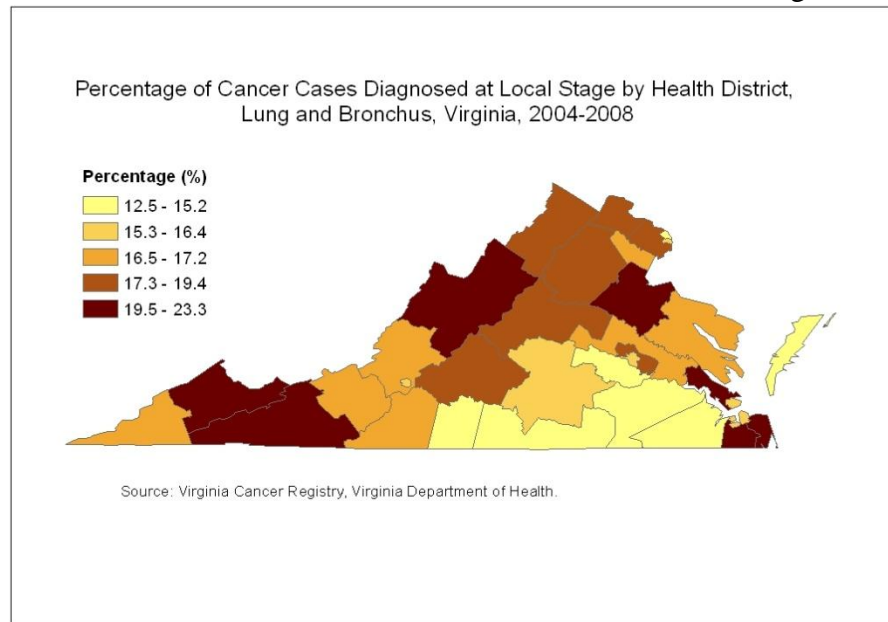 Percentage of Cancer Cases Diagnosed at Local Stage by Health District,
Lung and Bronchus, Virginia, 2004-2008
Percentage (%)
12.5 - 15.2
15.3 - 16.4
16.5 - 17.2
17.3 - 19.4
19.5 - 23.3
Source: Virginia Cancer Registry, Virginia Department of Health.